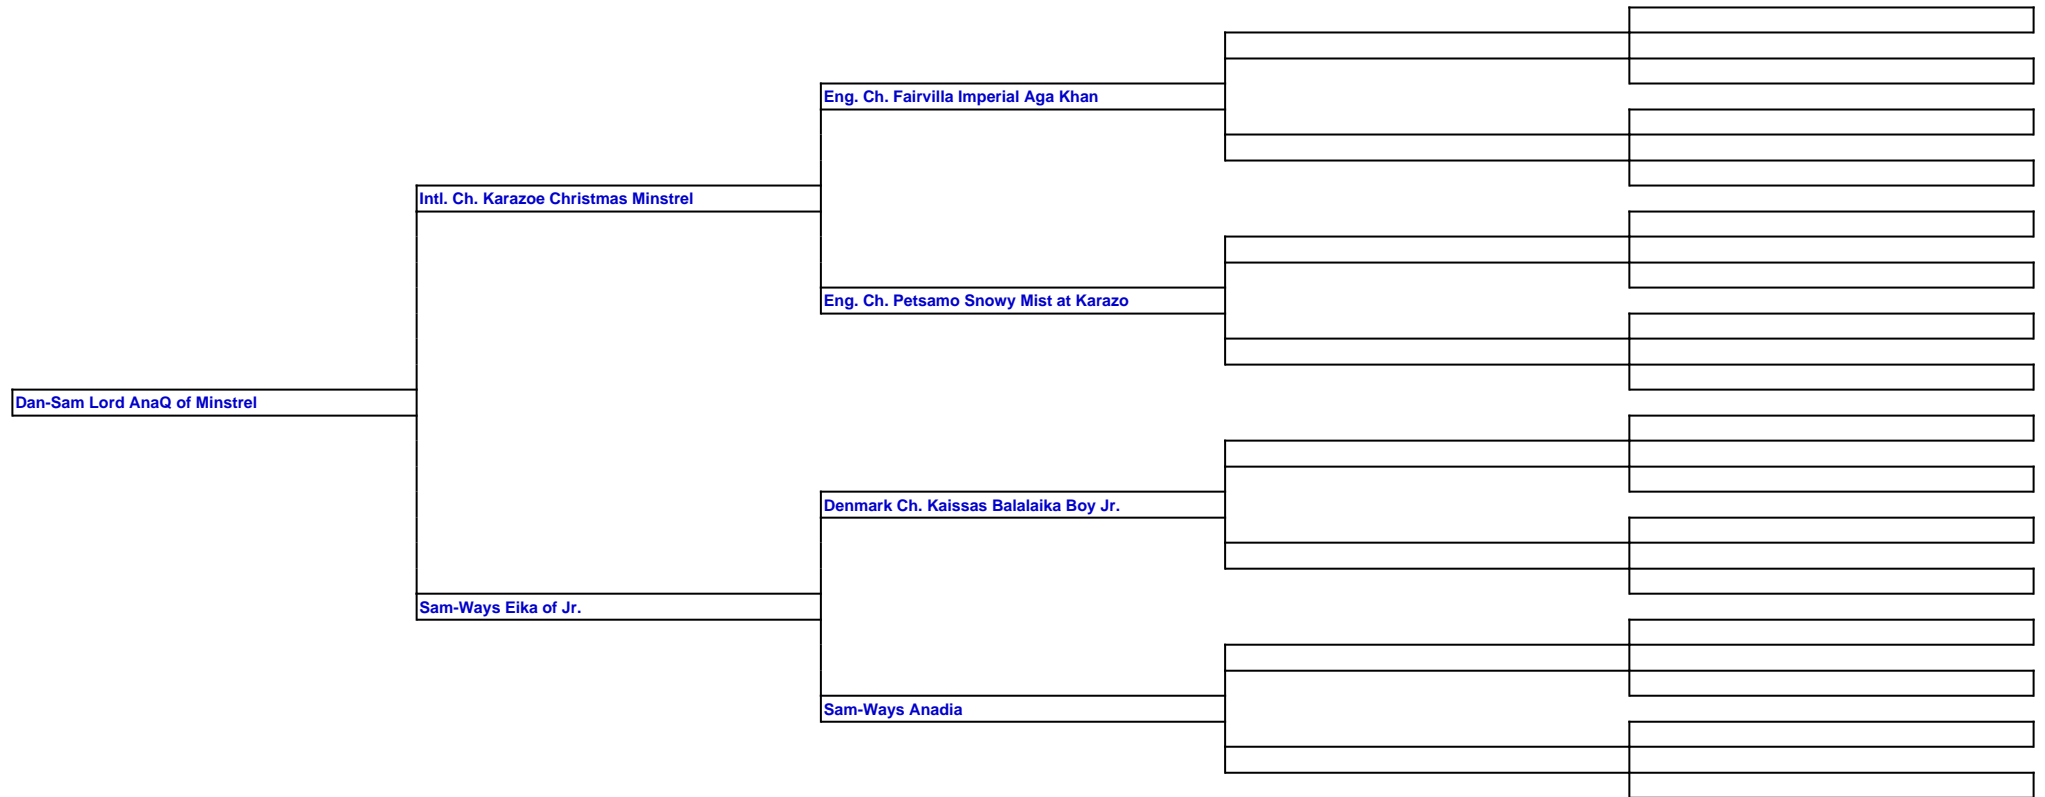 Eng. Ch. Fairvilla Imperial Aga Khan
Intl. Ch. Karazoe Christmas Minstrel
Eng. Ch. Petsamo Snowy Mist at Karazo
Dan-Sam Lord AnaQ of Minstrel
Denmark Ch. Kaissas Balalaika Boy Jr.
Sam-Ways Eika of Jr.
Sam-Ways Anadia